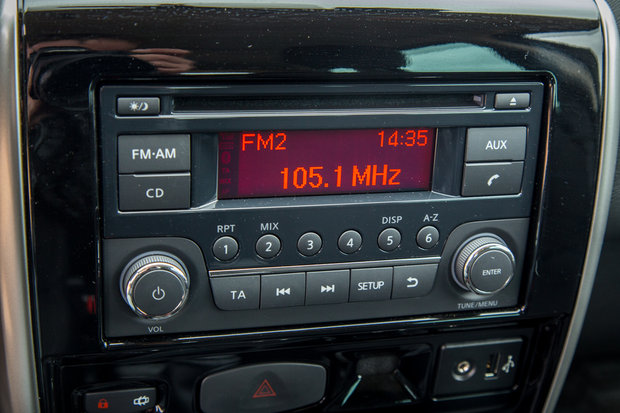 FM2 14:35
105.1 MHz
FM·AM
CD
AUX
RPT MIX DISP A-Z
1 2 3 4 5 6
TA SETUP
VOL
ENTER
TUNE/MENU